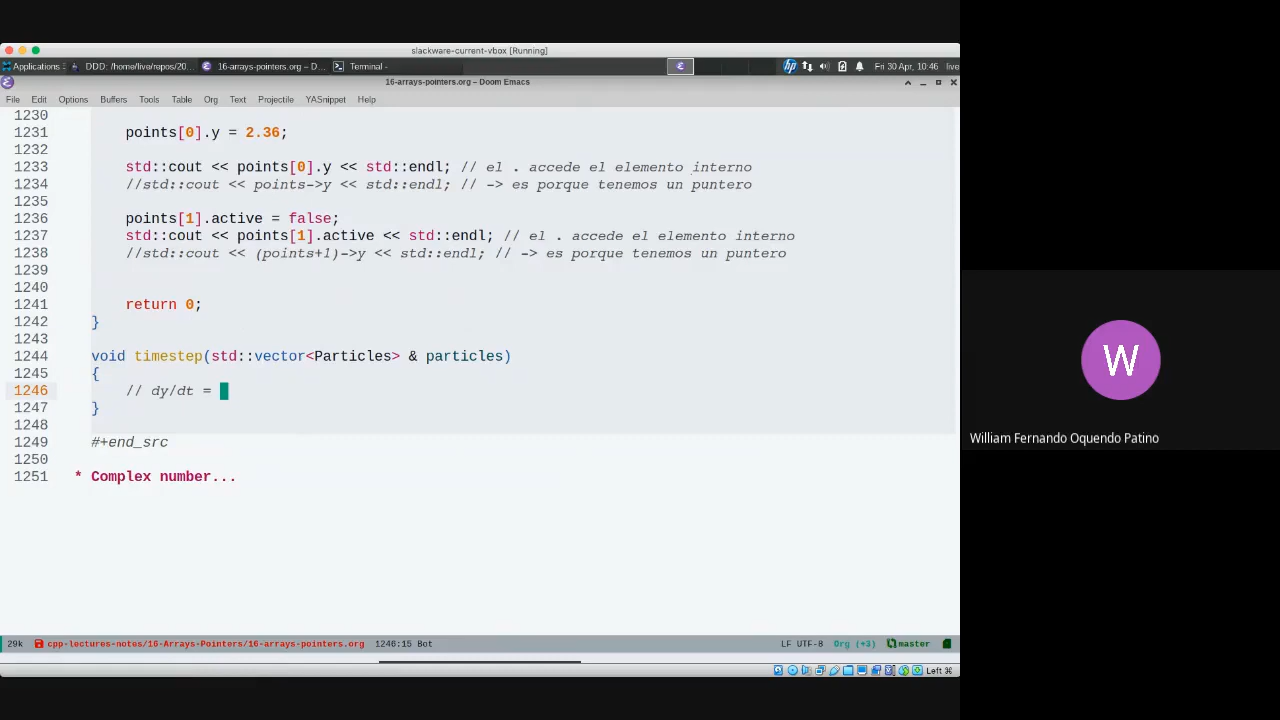 slackware-current-vbox [Running]
Applications DDD: /home/live/repos/20... 16-arrays-pointers.org – D... Terminal - Fri 30 Apr, 10:46 live
16-arrays-pointers.org – Doom Emacs
File Edit Options Buffers Tools Table Org Text Projectile YASnippet Help
1230
1231 points[0].y = 2.36;
1232
1233 std::cout << points[0].y << std::endl; // el . accede el elemento interno
1234 //std::cout << points->y << std::endl; // -> es porque tenemos un puntero
1235
1236 points[1].active = false;
1237 std::cout << points[1].active << std::endl; // el . accede el elemento interno
1238 //std::cout << (points+1)->y << std::endl; // -> es porque tenemos un puntero
1239
1240
1241 return 0;
1242 }
1243
1244 void timestep(std::vector<Particles> & particles)
1245 {
1246 // dy/dt =
1247 }
1248
1249 #+end_src
1250
1251 * Complex number...
W
William Fernando Oquendo Patino
29k cpp-lectures-notes/16-Arrays-Pointers/16-arrays-pointers.org 1246:15 Bot LF UTF-8 Org (+3) master
Left ⌘